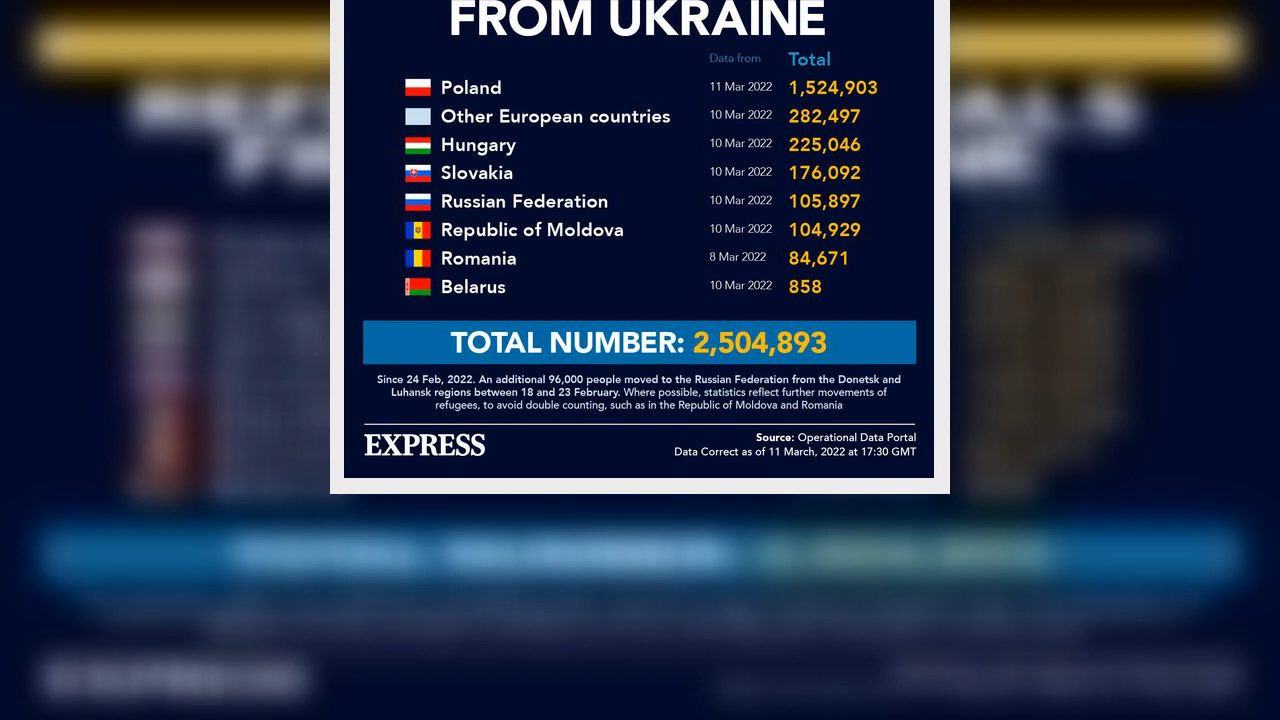 FROM UKRAINE
Data from Total
Poland 11 Mar 2022 1,524,903
Other European countries 10 Mar 2022 282,497
Hungary 10 Mar 2022 225,046
Slovakia 10 Mar 2022 176,092
Russian Federation 10 Mar 2022 105,897
Republic of Moldova 10 Mar 2022 104,929
Romania 8 Mar 2022 84,671
Belarus 10 Mar 2022 858
TOTAL NUMBER: 2,504,893
Since 24 Feb, 2022. An additional 96,000 people moved to the Russian Federation from the Donetsk and
Luhansk regions between 18 and 23 February. Where possible, statistics reflect further movements of
refugees, to avoid double counting, such as in the Republic of Moldova and Romania
EXPRESS
Source: Operational Data Portal
Data Correct as of 11 March, 2022 at 17:30 GMT